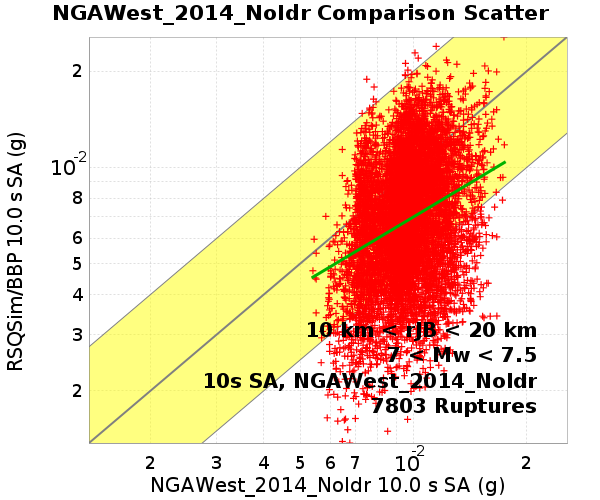 NGAWest_2014_NoIdr Comparison Scatter
RSQSim/BBP 10.0 s SA (g)
2
10-2
8
6
5
4
3
2
10 km < rJB < 20 km
7 < Mw < 7.5
10s SA, NGAWest_2014_NoIdr
7803 Ruptures
2 3 4 5 6 7 10-2 2
NGAWest_2014_NoIdr 10.0 s SA (g)